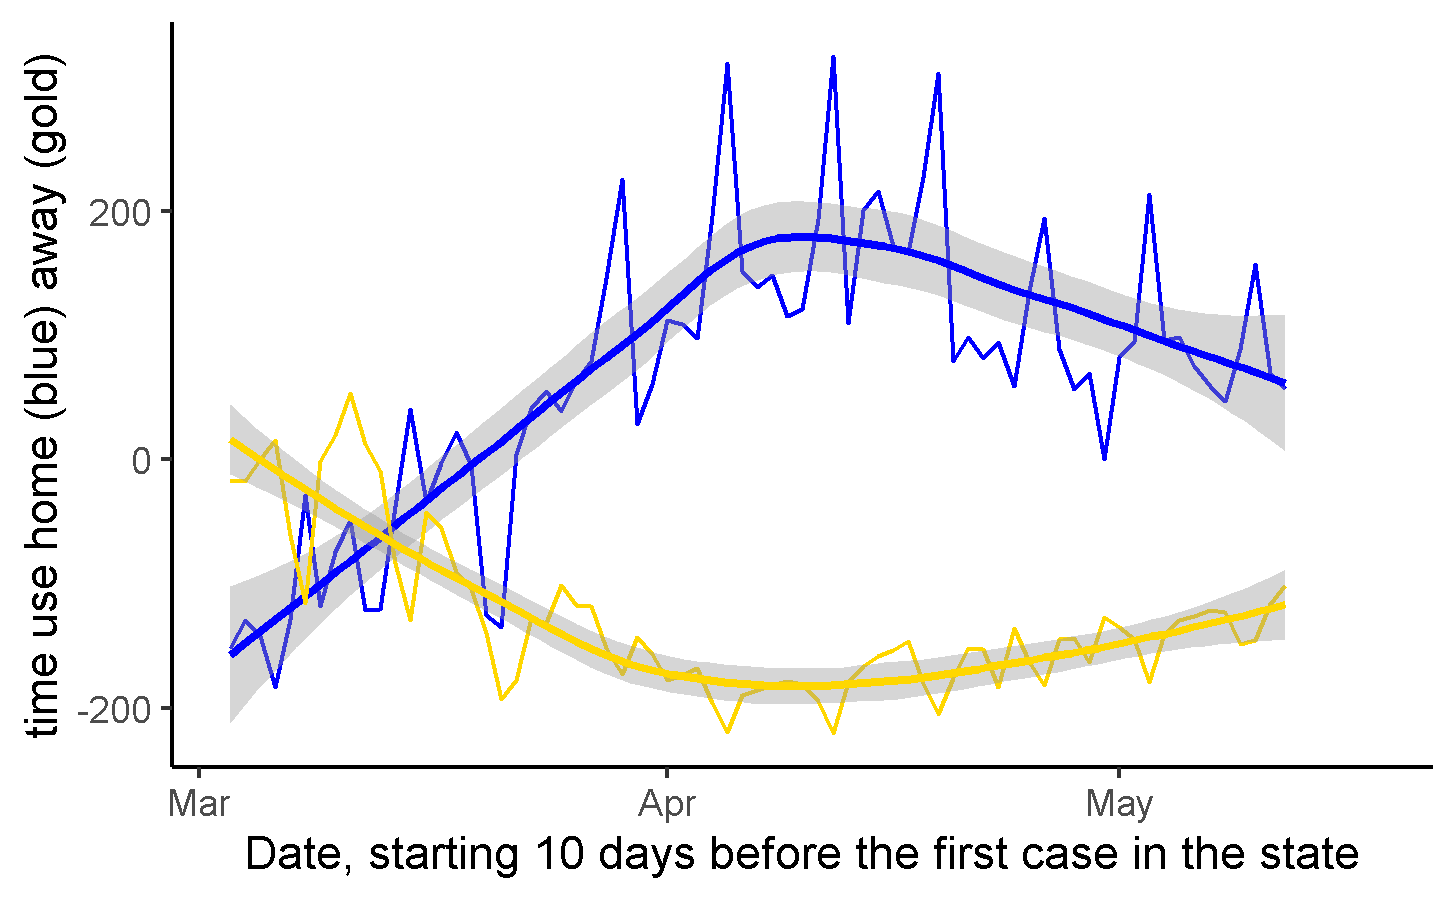 time use home (blue) away (gold)
200
0
-200
Mar
Apr
May
Date, starting 10 days before the first case in the state